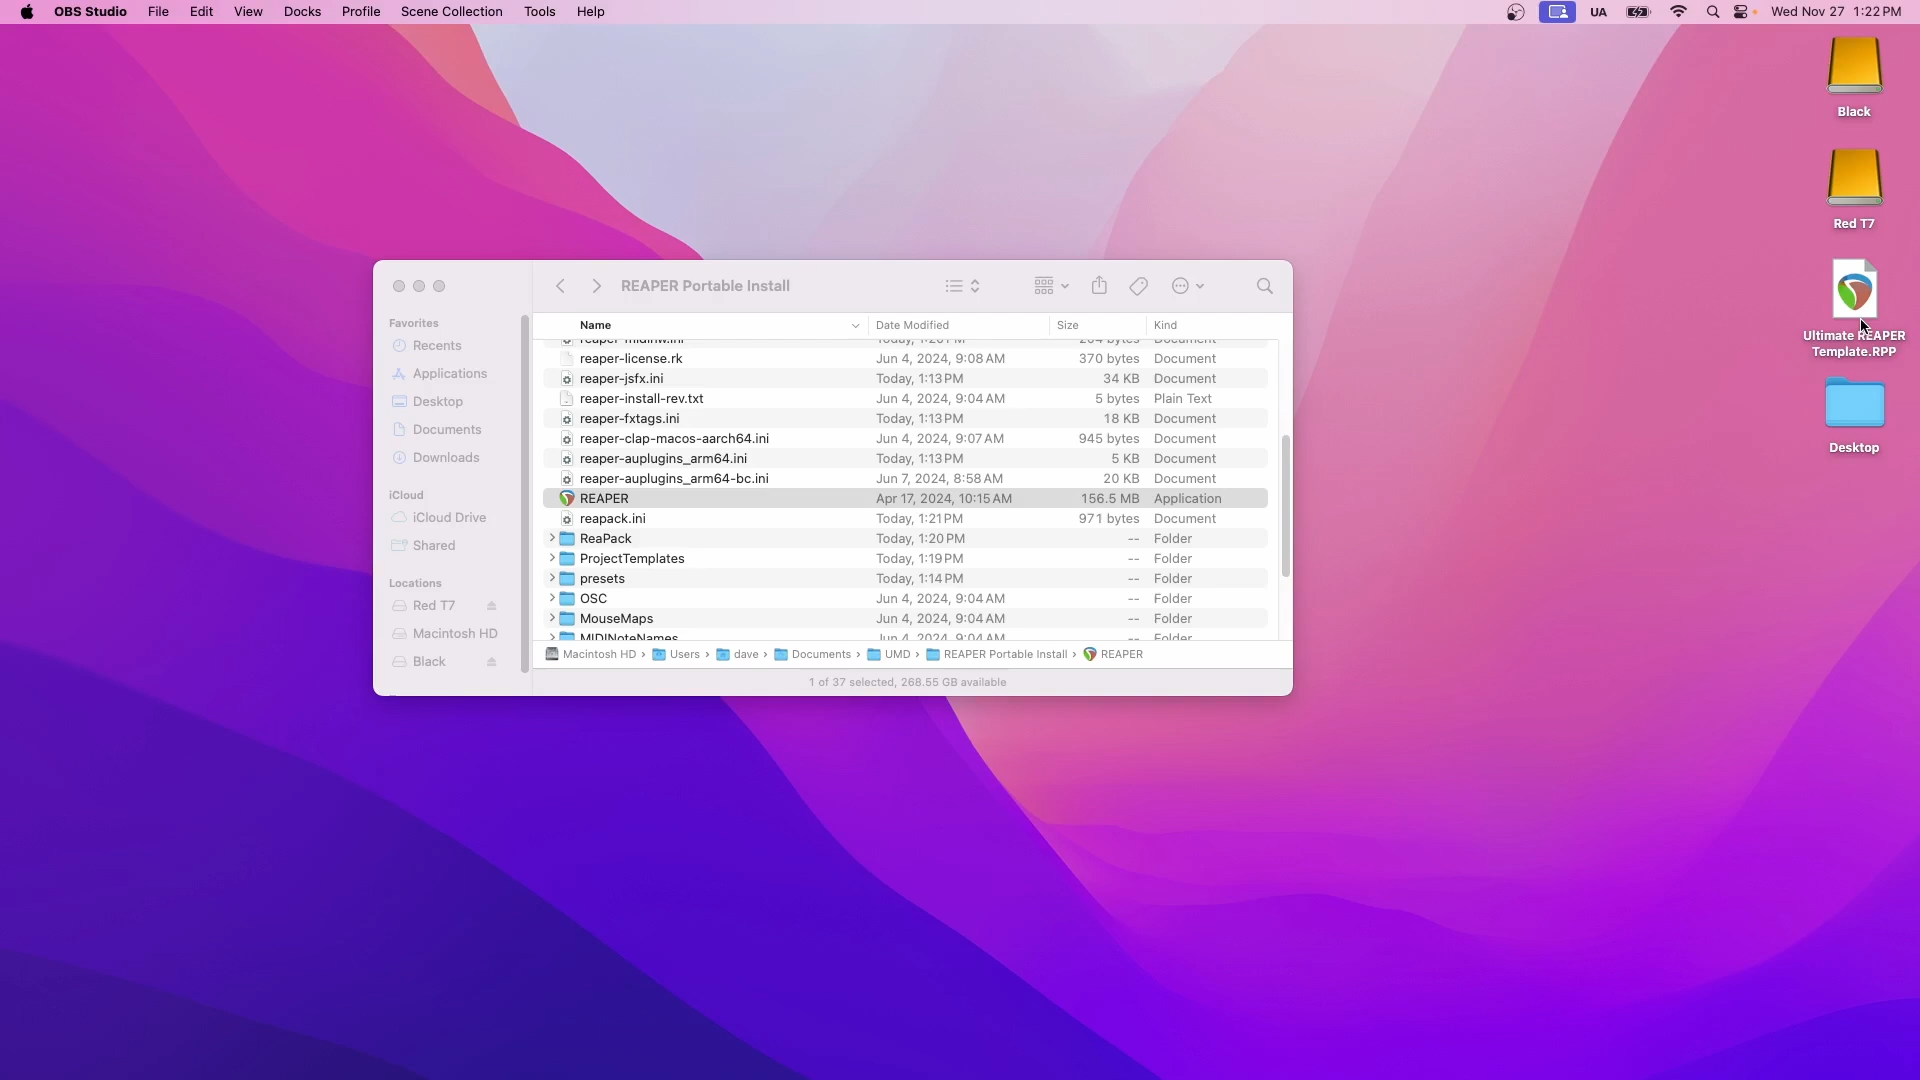 OBS Studio File Edit View Docks Profile Scene Collection Tools Help UA Wed Nov 27 1:22 PM
Black
Red T7
Ultimate REAPER
Template.RPP
Desktop
REAPER Portable Install
Favorites
Recents
Applications
Desktop
Documents
Downloads
iCloud
iCloud Drive
Shared
Locations
Red T7
Macintosh HD
Black
Name Date Modified Size Kind
reaper-license.rk Jun 4, 2024, 9:08 AM 370 bytes Document
reaper-jsfx.ini Today, 1:13 PM 34 KB Document
reaper-install-rev.txt Jun 4, 2024, 9:04 AM 5 bytes Plain Text
reaper-fxtags.ini Today, 1:13 PM 18 KB Document
reaper-clap-macos-aarch64.ini Jun 4, 2024, 9:07 AM 945 bytes Document
reaper-auplugins_arm64.ini Today, 1:13 PM 5 KB Document
reaper-auplugins_arm64-bc.ini Jun 7, 2024, 8:58 AM 20 KB Document
REAPER Apr 17, 2024, 10:15 AM 156.5 MB Application
reapack.ini Today, 1:21 PM 971 bytes Document
ReaPack Today, 1:20 PM -- Folder
ProjectTemplates Today, 1:19 PM -- Folder
presets Today, 1:14 PM -- Folder
OSC Jun 4, 2024, 9:04 AM -- Folder
MouseMaps Jun 4, 2024, 9:04 AM -- Folder
MIDINoteNames Jun 4, 2024, 9:04 AM -- Folder
Macintosh HD › Users › dave › Documents › UMD › REAPER Portable Install › REAPER
1 of 37 selected, 268.55 GB available